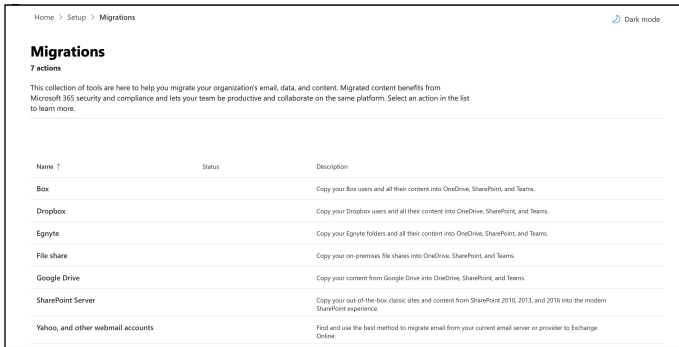 Home > Setup > Migrations
Dark mode
Migrations
7 actions
This collection of tools are here to help you migrate your organization's email, data, and content. Migrated content benefits from
Microsoft 365 security and compliance and lets your team be productive and collaborate on the same platform. Select an action in the list
to learn more.
Name ↑ Status Description
Box Copy your Box users and all their content into OneDrive, SharePoint, and Teams.
Dropbox Copy your Dropbox users and all their content into OneDrive, SharePoint, and Teams.
Egnyte Copy your Egnyte folders and all their content into OneDrive, SharePoint, and Teams.
File share Copy your on-premises file shares into OneDrive, SharePoint, and Teams.
Google Drive Copy your content from Google Drive into OneDrive, SharePoint, and Teams.
SharePoint Server Copy your out-of-the-box classic sites and content from SharePoint 2010, 2013, and 2016 into the modern
SharePoint experience.
Yahoo, and other webmail accounts Find and use the best method to migrate email from your current email server or provider to Exchange
Online.